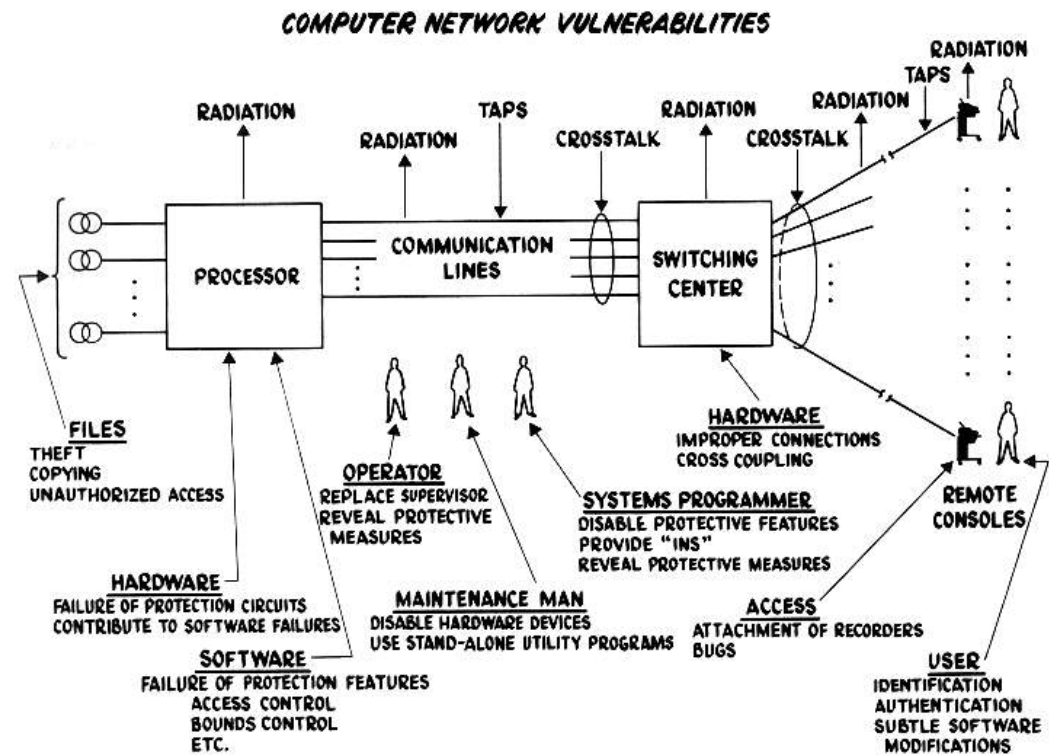 COMPUTER NETWORK VULNERABILITIES
RADIATION
TAPS
RADIATION
RADIATION
TAPS
RADIATION
RADIATION
CROSSTALK
CROSSTALK
PROCESSOR
COMMUNICATION
LINES
SWITCHING
CENTER
FILES
THEFT
COPYING
UNAUTHORIZED ACCESS
OPERATOR
REPLACE SUPERVISOR
REVEAL PROTECTIVE
MEASURES
HARDWARE
IMPROPER CONNECTIONS
CROSS COUPLING
SYSTEMS PROGRAMMER
DISABLE PROTECTIVE FEATURES
PROVIDE "INS"
REVEAL PROTECTIVE MEASURES
REMOTE
CONSOLES
HARDWARE
FAILURE OF PROTECTION CIRCUITS
CONTRIBUTE TO SOFTWARE FAILURES
MAINTENANCE MAN
DISABLE HARDWARE DEVICES
USE STAND-ALONE UTILITY PROGRAMS
ACCESS
ATTACHMENT OF RECORDERS
BUGS
SOFTWARE
FAILURE OF PROTECTION FEATURES
ACCESS CONTROL
BOUNDS CONTROL
ETC.
USER
IDENTIFICATION
AUTHENTICATION
SUBTLE SOFTWARE
MODIFICATIONS